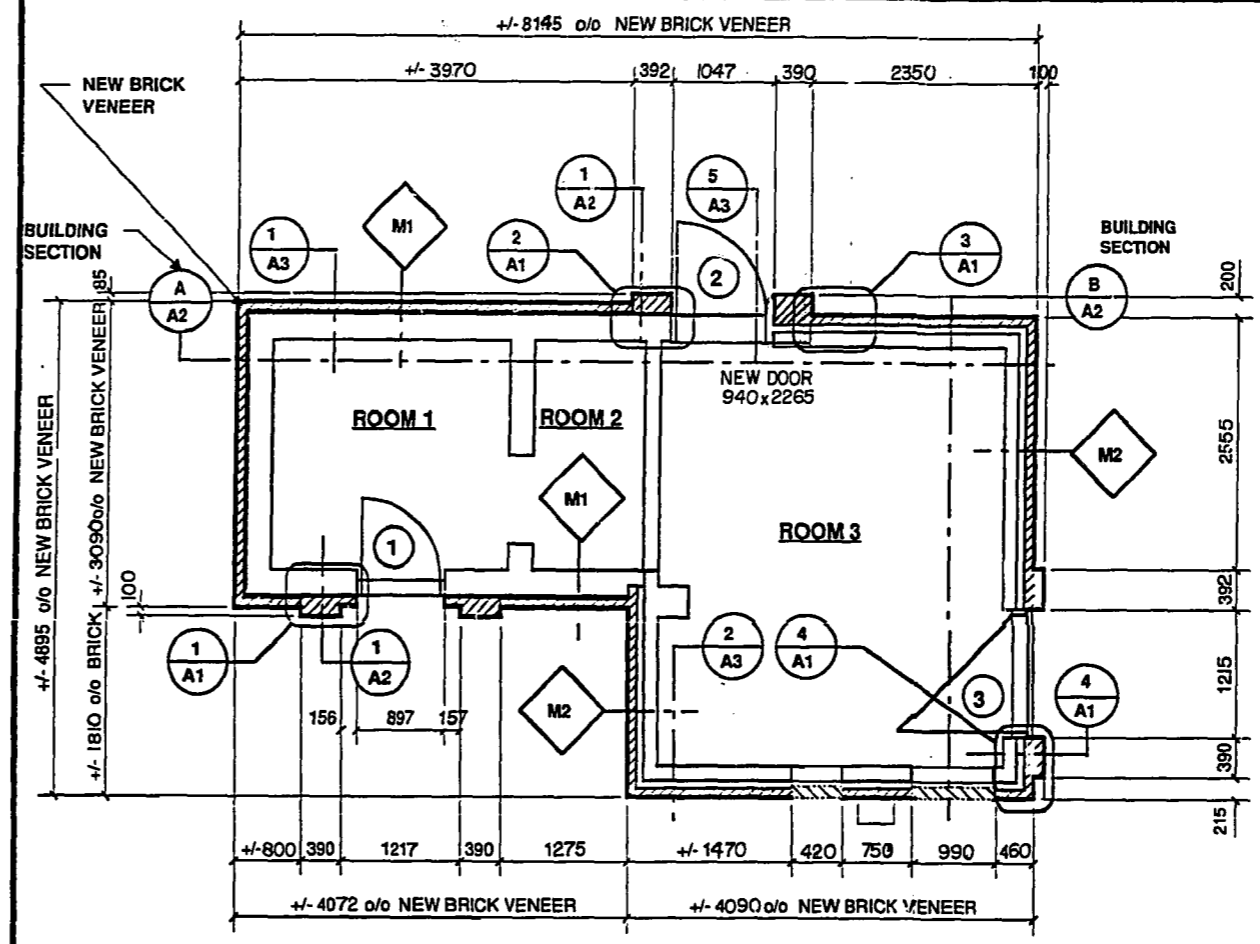 +/- 8145 o/o NEW BRICK VENEER
+/- 3970
392
1047
390
2350
100
NEW BRICK
VENEER
BUILDING
SECTION
A
A2
1
A3
M1
2
A1
1
A2
5
A3
2
3
A1
BUILDING
SECTION
B
A2
85
200
NEW DOOR
940x2265
ROOM 1
ROOM 2
ROOM 3
M1
M2
2555
+/- 4895 o/o NEW BRICK VENEER
+/- 3090 o/o NEW BRICK VENEER
+/- 1810 o/o BRICK
100
1
392
1
A1
1
A2
156
897
157
M2
2
A3
4
A1
3
4
A1
1215
390
215
+/- 800
390
1217
390
1275
+/- 1470
420
750
990
460
+/- 4072 o/o NEW BRICK VENEER
+/- 4090 o/o NEW BRICK VENEER